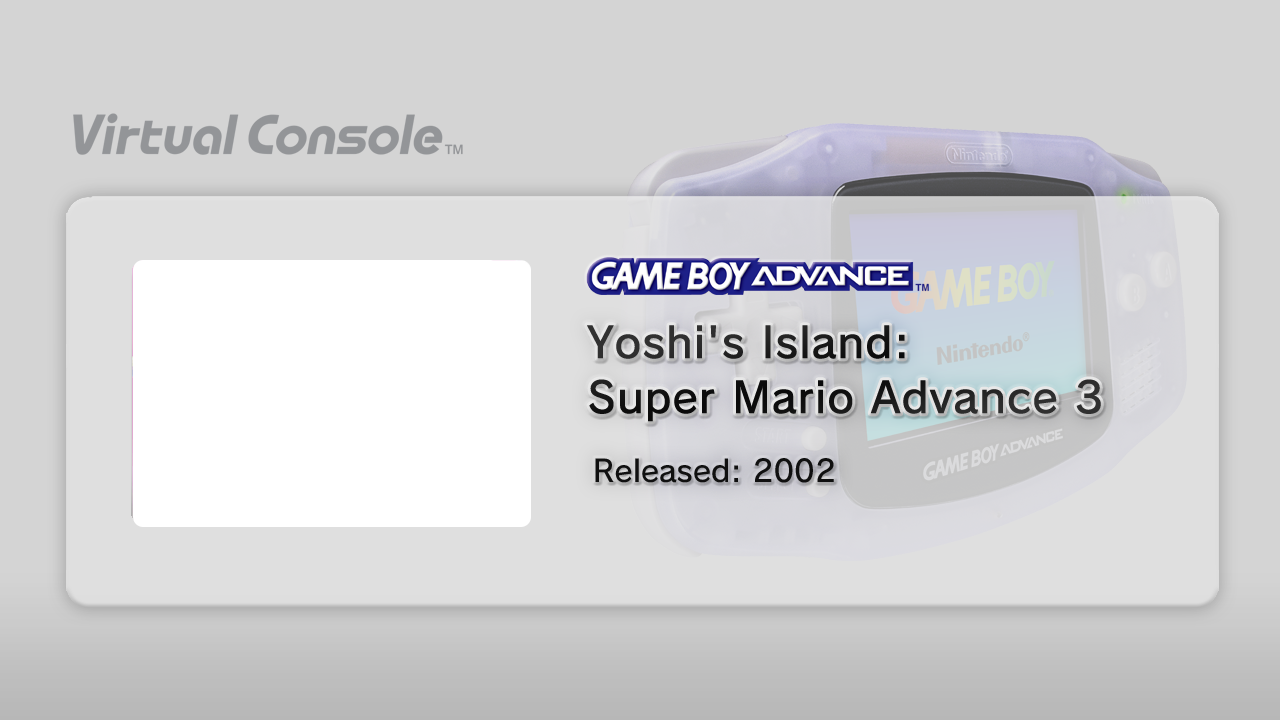 Virtual Console™
Nintendo
GAME BOY ADVANCE™
GAME BOY
Yoshi's Island:
Nintendo®
Super Mario Advance 3
GAME BOY ADVANCE
Released: 2002